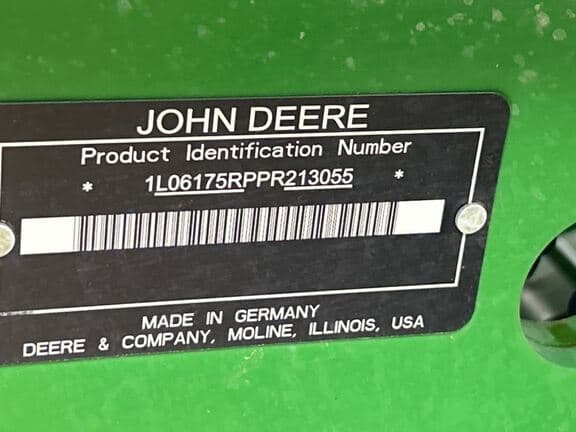 JOHN DEERE
Product Identification Number
* 1L06175RPPR213055 *
MADE IN GERMANY
DEERE & COMPANY, MOLINE, ILLINOIS, USA